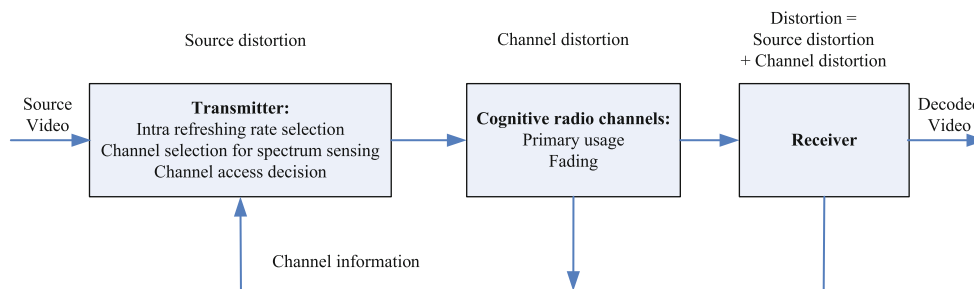 Source distortion
Channel distortion
Distortion =
Source distortion
+ Channel distortion
Source
Video
Transmitter:
Intra refreshing rate selection
Channel selection for spectrum sensing
Channel access decision
Cognitive radio channels:
Primary usage
Fading
Receiver
Decoded
Video
Channel information